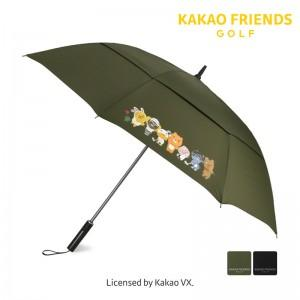 KAKAO FRIENDS
GOLF
Licensed by Kakao VX.